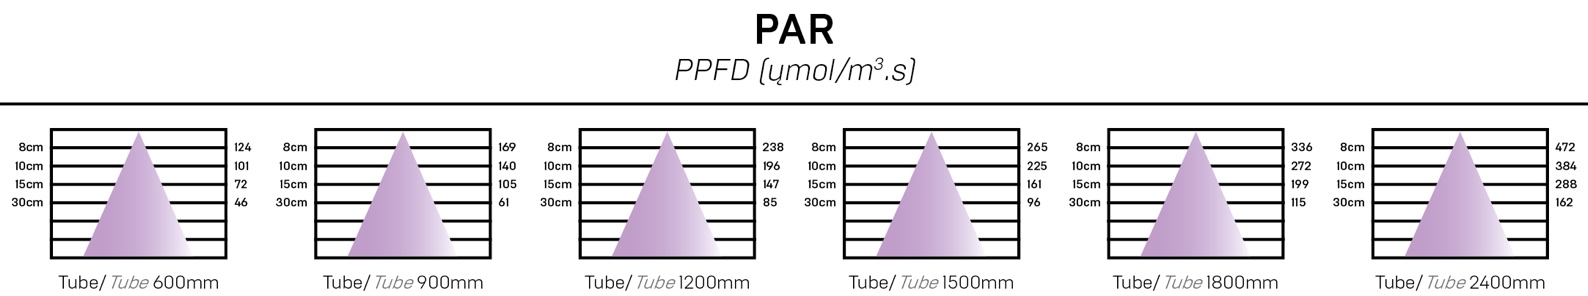 PAR
PPFD (ųmol/m³.s)
8cm 124
10cm 101
15cm 72
30cm 46
Tube/ Tube 600mm
8cm 169
10cm 140
15cm 105
30cm 61
Tube/ Tube 900mm
8cm 238
10cm 196
15cm 147
30cm 85
Tube/ Tube 1200mm
8cm 265
10cm 225
15cm 161
30cm 96
Tube/ Tube 1500mm
8cm 336
10cm 272
15cm 199
30cm 115
Tube/ Tube 1800mm
8cm 472
10cm 384
15cm 288
30cm 162
Tube/ Tube 2400mm